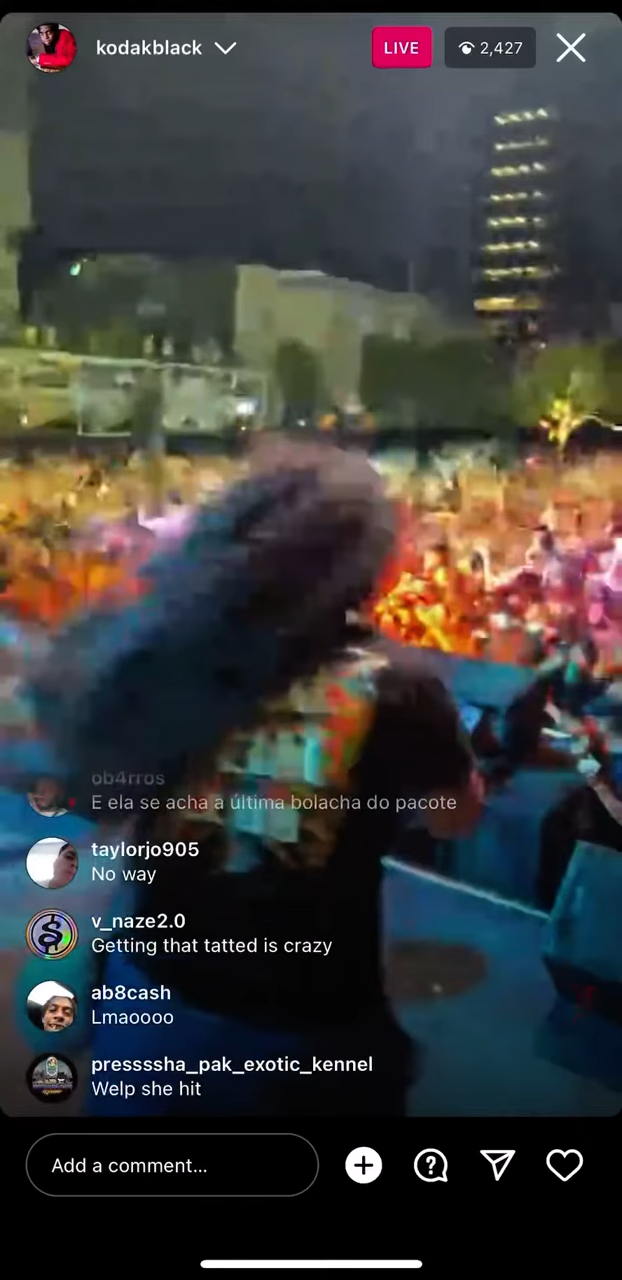 kodakblack
LIVE
2,427
ob4rros
E ela se acha a última bolacha do pacote
taylorjo905
No way
v_naze2.0
Getting that tatted is crazy
ab8cash
Lmaoooo
presssha_pak_exotic_kennel
Welp she hit
Add a comment...